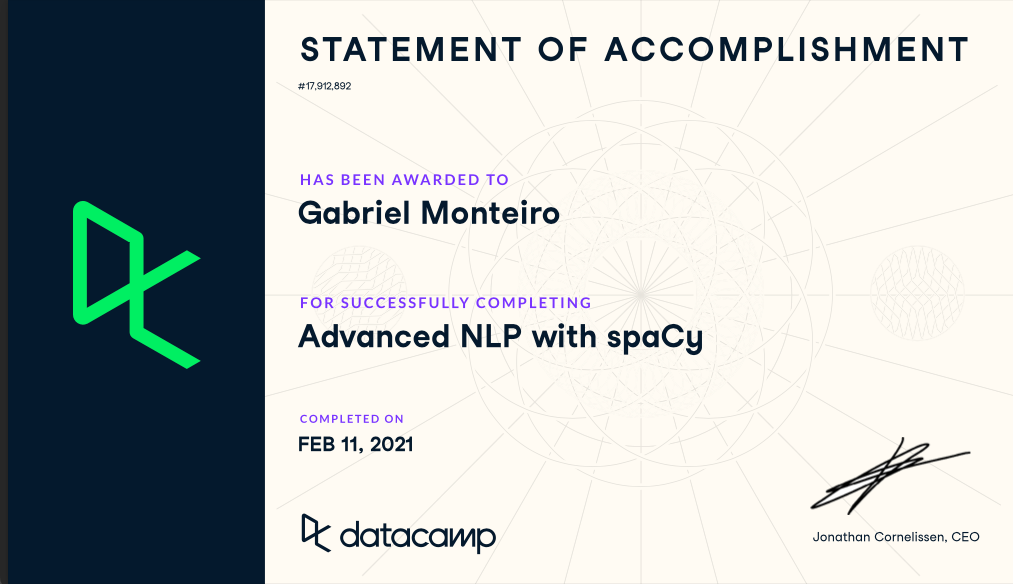 STATEMENT OF ACCOMPLISHMENT
#17,912,892
HAS BEEN AWARDED TO
Gabriel Monteiro
FOR SUCCESSFULLY COMPLETING
Advanced NLP with spaCy
COMPLETED ON
FEB 11, 2021
datacamp
Jonathan Cornelissen, CEO